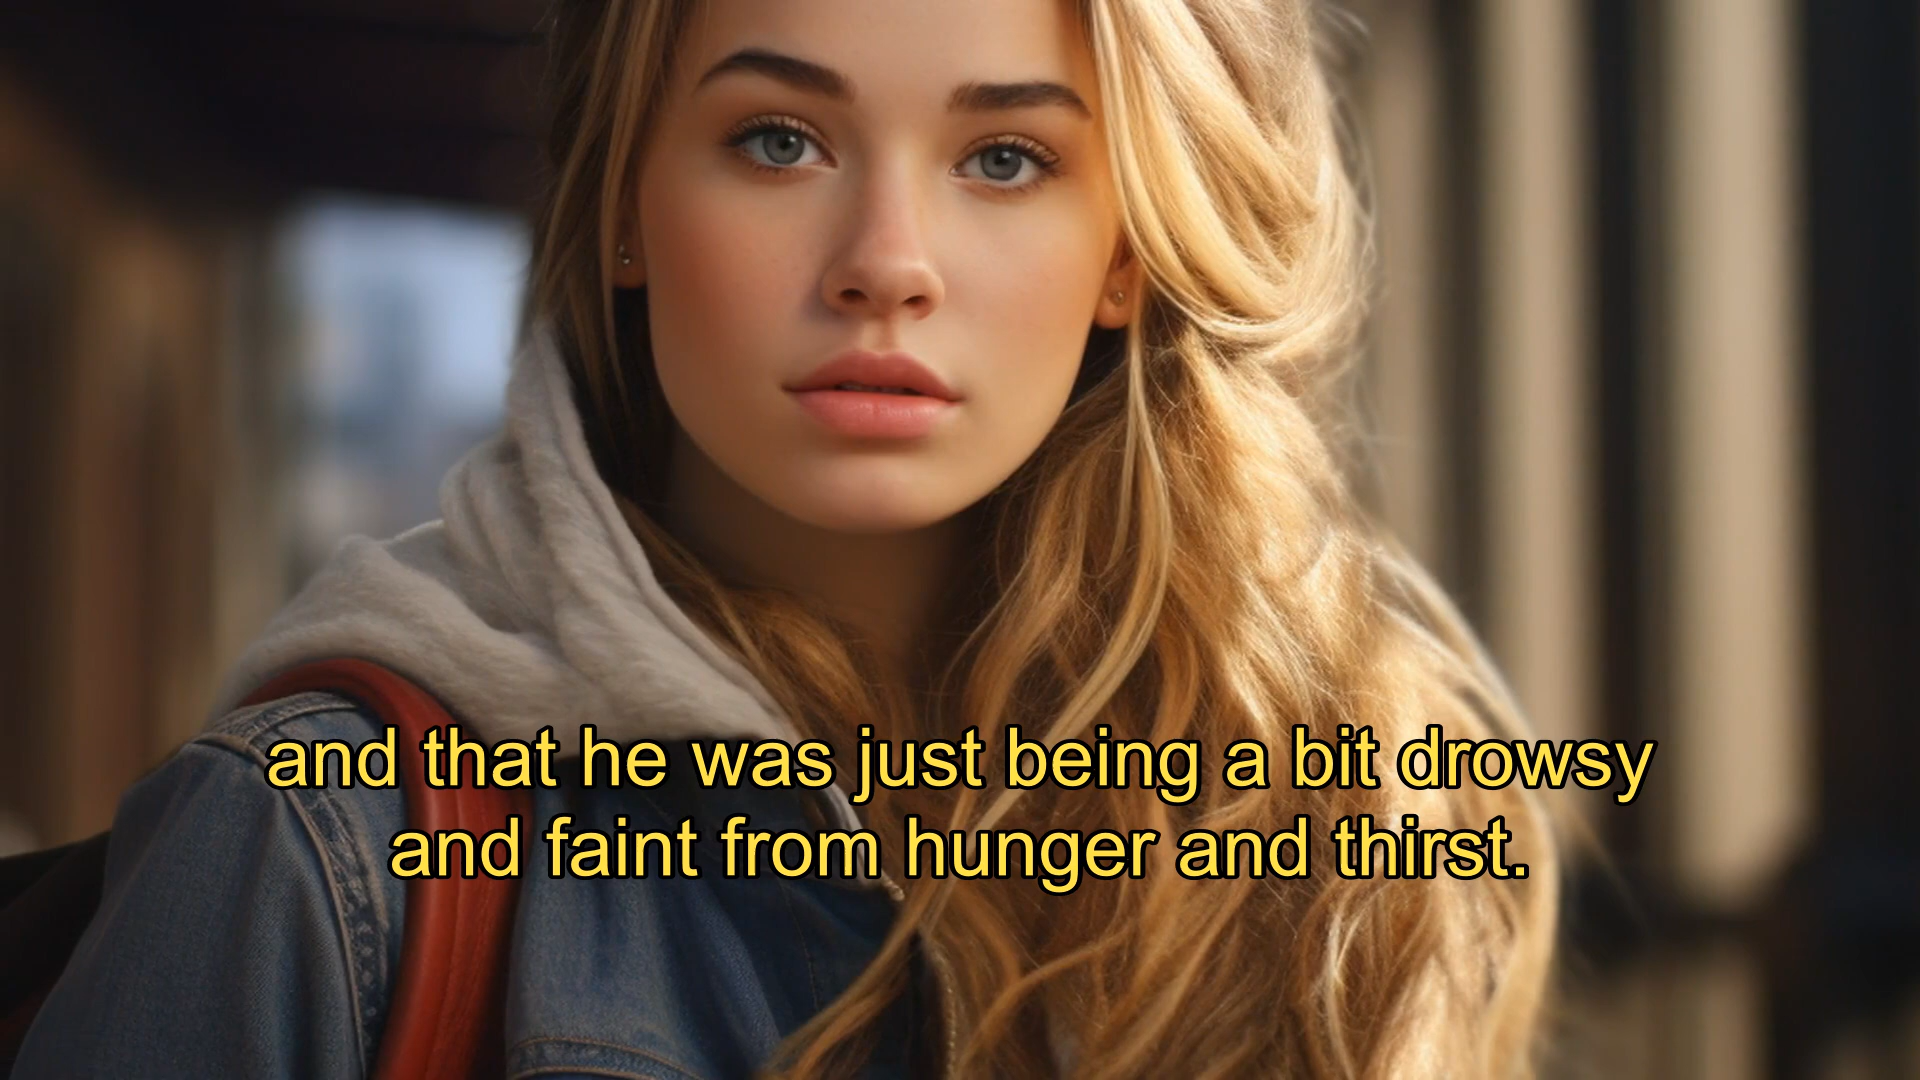 and that he was just being a bit drowsy
and faint from hunger and thirst.